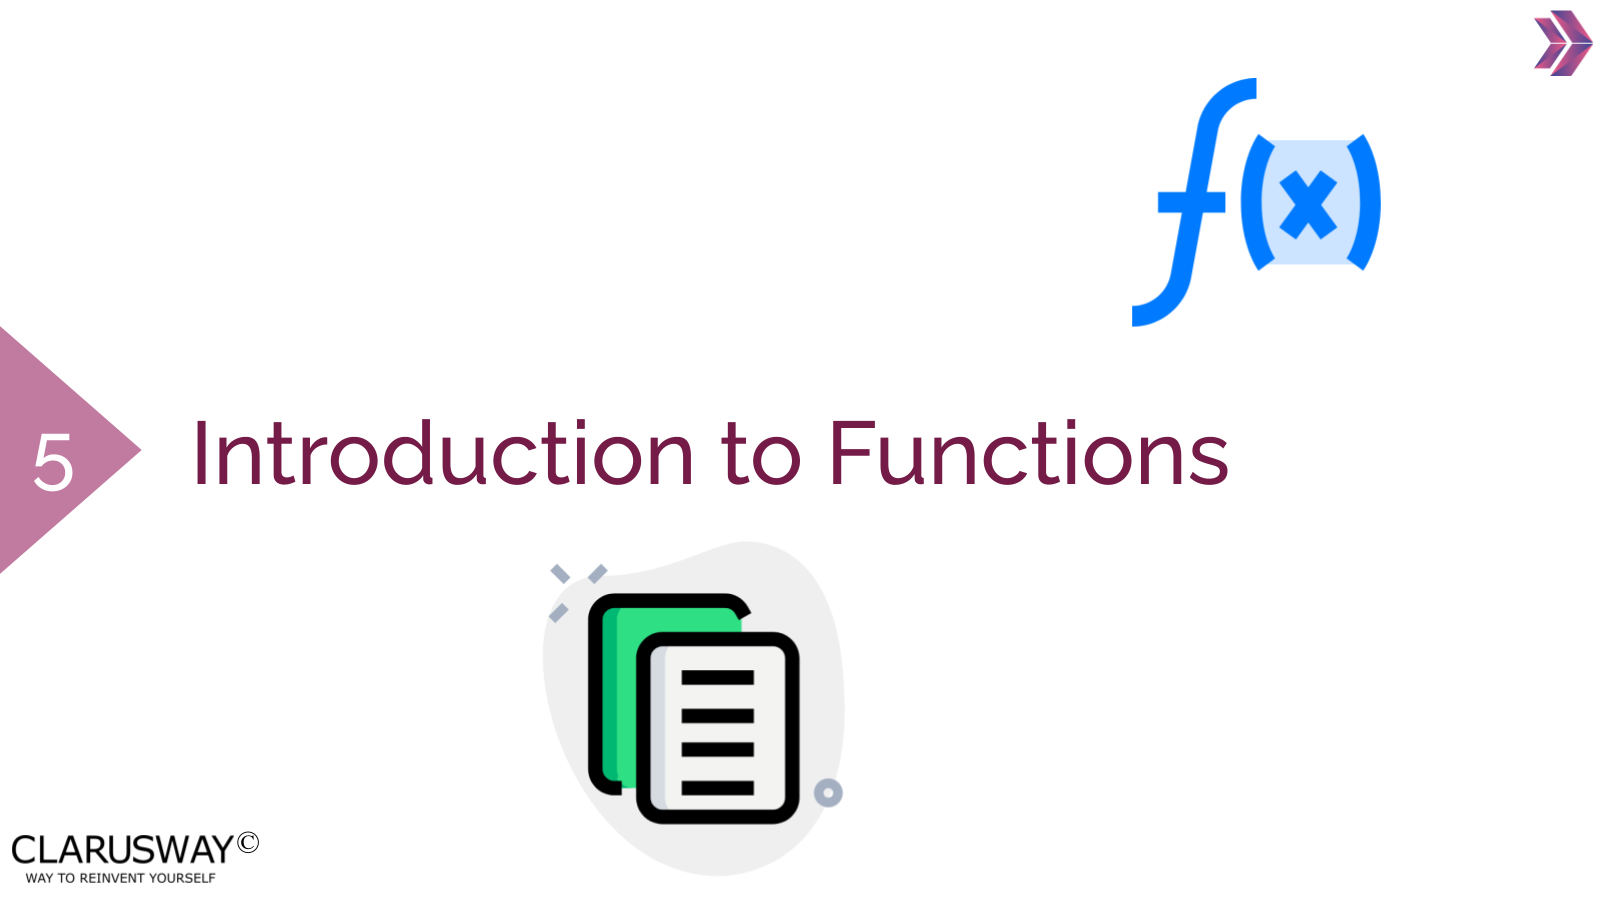 f(x)
5
Introduction to Functions
CLARUSWAY©
WAY TO REINVENT YOURSELF